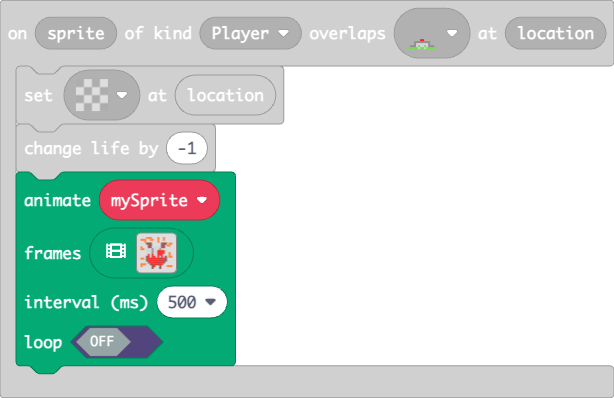 on sprite of kind Player overlaps at location
set at location
change life by -1
animate mySprite
frames
interval (ms) 500
loop OFF